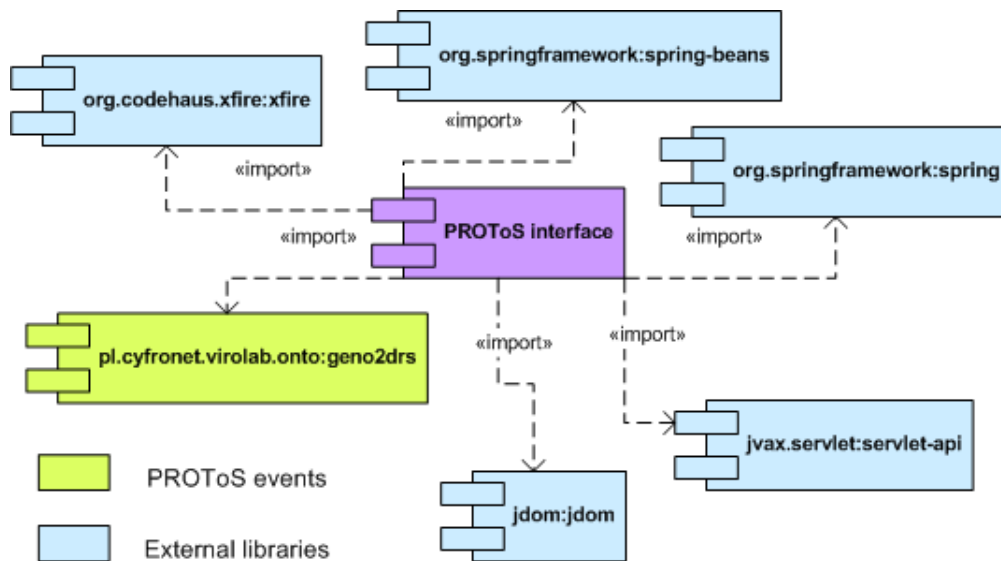 org.springframework:spring-beans
org.codehaus.xfire:xfire
«import»
«import»
org.springframework:spring
PROToS interface
«import»
«import»
«import»
«import»
pl.cyfronet.virolab.onto:geno2drs
jvax.servlet:servlet-api
PROToS events
jdom:jdom
External libraries